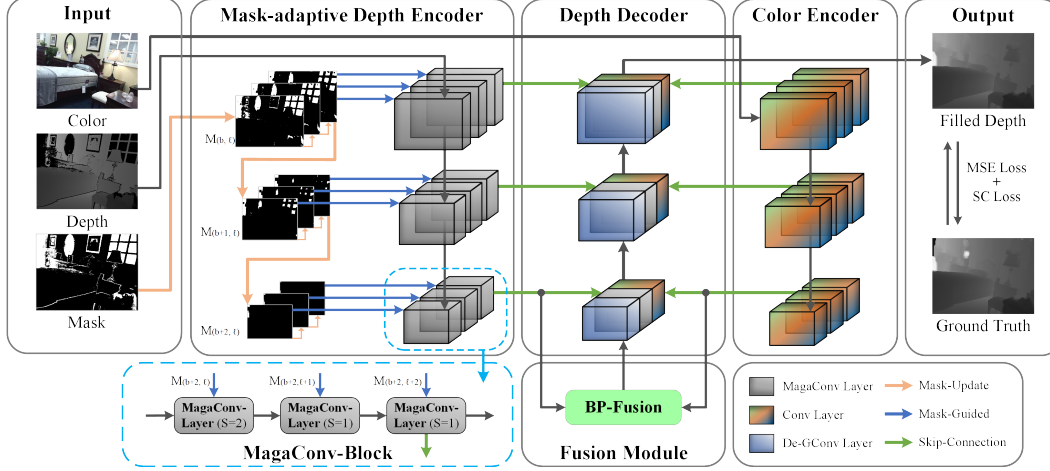 Input
Color
Depth
Mask
Mask-adaptive Depth Encoder
M(b, ℓ)
M(b+1, ℓ)
M(b+2, ℓ)
Depth Decoder
Color Encoder
Output
Filled Depth
MSE Loss
+
SC Loss
Ground Truth
M(b+2, ℓ)
M(b+2,ℓ+1)
M(b+2, ℓ+2)
MagaConv-
Layer (S=2)
MagaConv-
Layer (S=1)
MagaConv-
Layer (S=1)
MagaConv-Block
BP-Fusion
Fusion Module
MagaConv Layer
Conv Layer
De-GConv Layer
Mask-Update
Mask-Guided
Skip-Connection